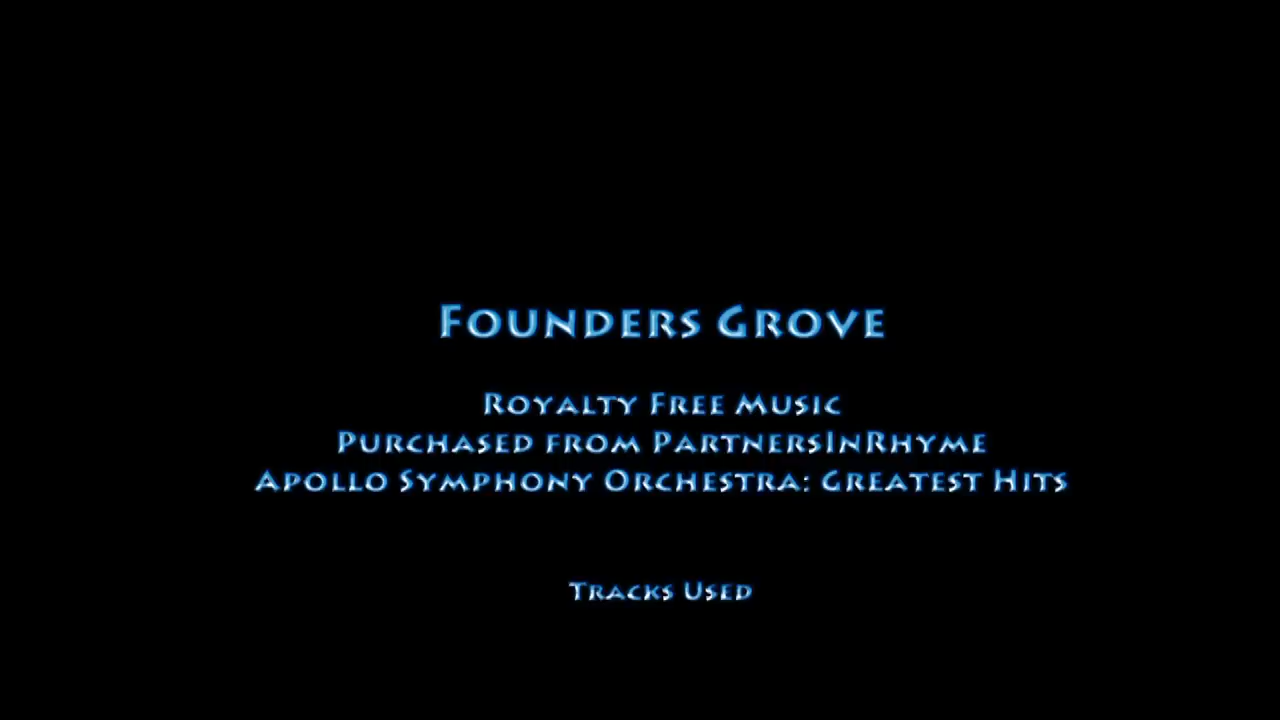 Founders Grove
Royalty Free Music
Purchased from PartnersInRhyme
Apollo Symphony Orchestra: Greatest Hits
Tracks Used